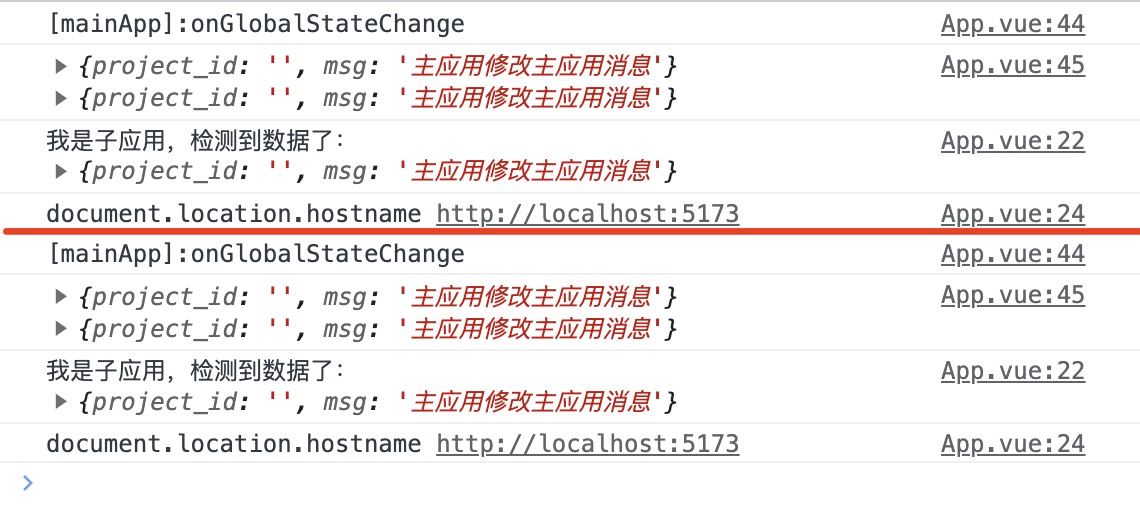 [mainApp]:onGlobalStateChange App.vue:44
▶ {project_id: '', msg: '主应用修改主应用消息'} App.vue:45
▶ {project_id: '', msg: '主应用修改主应用消息'}
我是子应用，检测到数据了： App.vue:22
▶ {project_id: '', msg: '主应用修改主应用消息'}
document.location.hostname http://localhost:5173 App.vue:24
[mainApp]:onGlobalStateChange App.vue:44
▶ {project_id: '', msg: '主应用修改主应用消息'} App.vue:45
▶ {project_id: '', msg: '主应用修改主应用消息'}
我是子应用，检测到数据了： App.vue:22
▶ {project_id: '', msg: '主应用修改主应用消息'}
document.location.hostname http://localhost:5173 App.vue:24